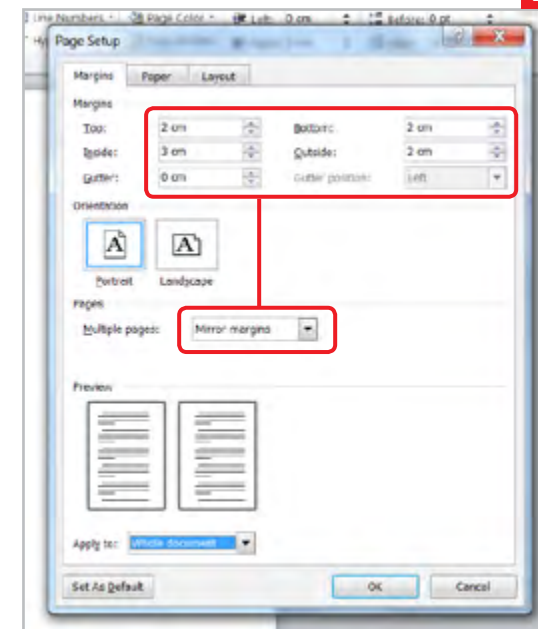 Line Numbers Page Color Left: 0 cm Before: 0 pt
Page Setup
Margins Paper Layout
Margins
Top: 2 cm Bottom: 2 cm
Inside: 3 cm Outside: 2 cm
Gutter: 0 cm Gutter position: Left
Orientation
A A
Portrait Landscape
Pages
Multiple pages: Mirror margins
Preview
Apply to: Whole document
Set As Default OK Cancel